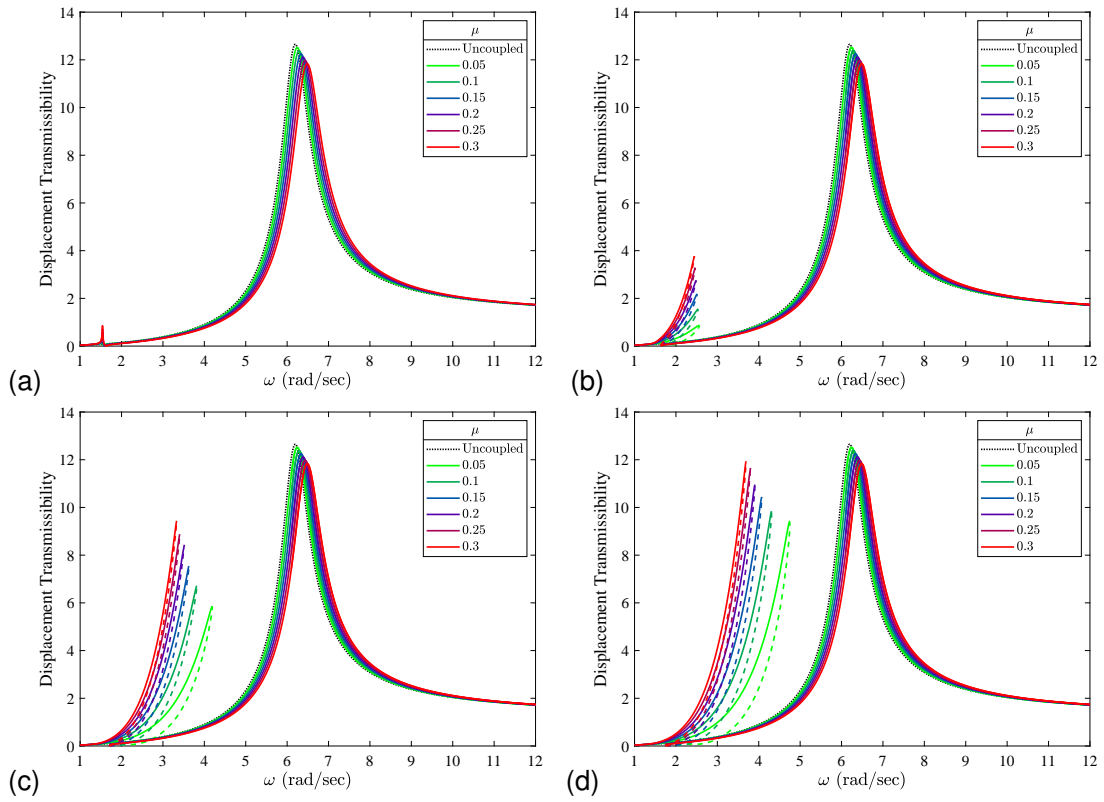 14
12
10
8
6
4
2
0
Displacement Transmissibility
μ
Uncoupled
0.05
0.1
0.15
0.2
0.25
0.3
1 2 3 4 5 6 7 8 9 10 11 12
ω (rad/sec)
(a)
14
12
10
8
6
4
2
0
Displacement Transmissibility
μ
Uncoupled
0.05
0.1
0.15
0.2
0.25
0.3
1 2 3 4 5 6 7 8 9 10 11 12
ω (rad/sec)
(b)
14
12
10
8
6
4
2
0
Displacement Transmissibility
μ
Uncoupled
0.05
0.1
0.15
0.2
0.25
0.3
1 2 3 4 5 6 7 8 9 10 11 12
ω (rad/sec)
(c)
14
12
10
8
6
4
2
0
Displacement Transmissibility
μ
Uncoupled
0.05
0.1
0.15
0.2
0.25
0.3
1 2 3 4 5 6 7 8 9 10 11 12
ω (rad/sec)
(d)